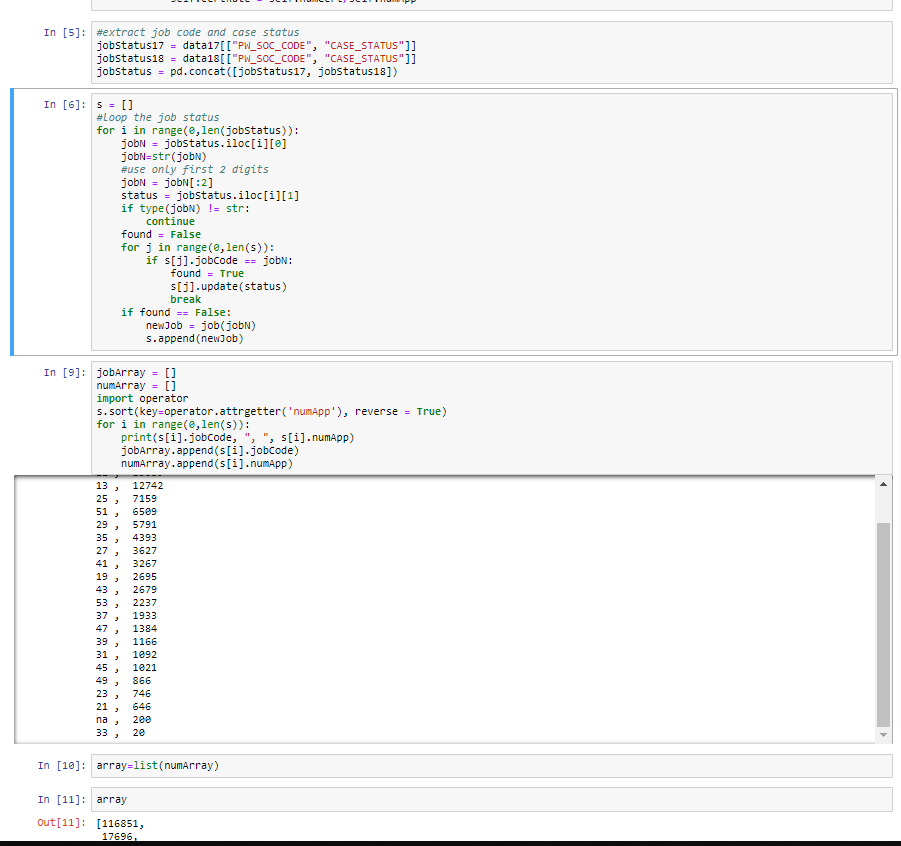 In [5]: #extract job code and case status
jobStatus17 = data17[["PW_SOC_CODE", "CASE_STATUS"]]
jobStatus18 = data18[["PW_SOC_CODE", "CASE_STATUS"]]
jobStatus = pd.concat([jobStatus17, jobStatus18])
In [6]: s = []
#Loop the job status
for i in range(0,len(jobStatus)):
    jobN = jobStatus.iloc[i][0]
    jobN=str(jobN)
    #use only first 2 digits
    jobN = jobN[:2]
    status = jobStatus.iloc[i][1]
    if type(jobN) != str:
        continue
    found = False
    for j in range(0,len(s)):
        if s[j].jobCode == jobN:
            found = True
            s[j].update(status)
            break
    if found == False:
        newJob = job(jobN)
        s.append(newJob)
In [9]: jobArray = []
numArray = []
import operator
s.sort(key=operator.attrgetter('numApp'), reverse = True)
for i in range(0,len(s)):
    print(s[i].jobCode, ", ", s[i].numApp)
    jobArray.append(s[i].jobCode)
    numArray.append(s[i].numApp)
13 ,  12742
25 ,  7159
51 ,  6509
29 ,  5791
35 ,  4393
27 ,  3627
41 ,  3267
19 ,  2695
43 ,  2679
53 ,  2237
37 ,  1933
47 ,  1384
39 ,  1166
31 ,  1092
45 ,  1021
49 ,  866
23 ,  746
21 ,  646
na ,  200
33 ,  20
In [10]: array=list(numArray)
In [11]: array
Out[11]: [116851,
 17696,